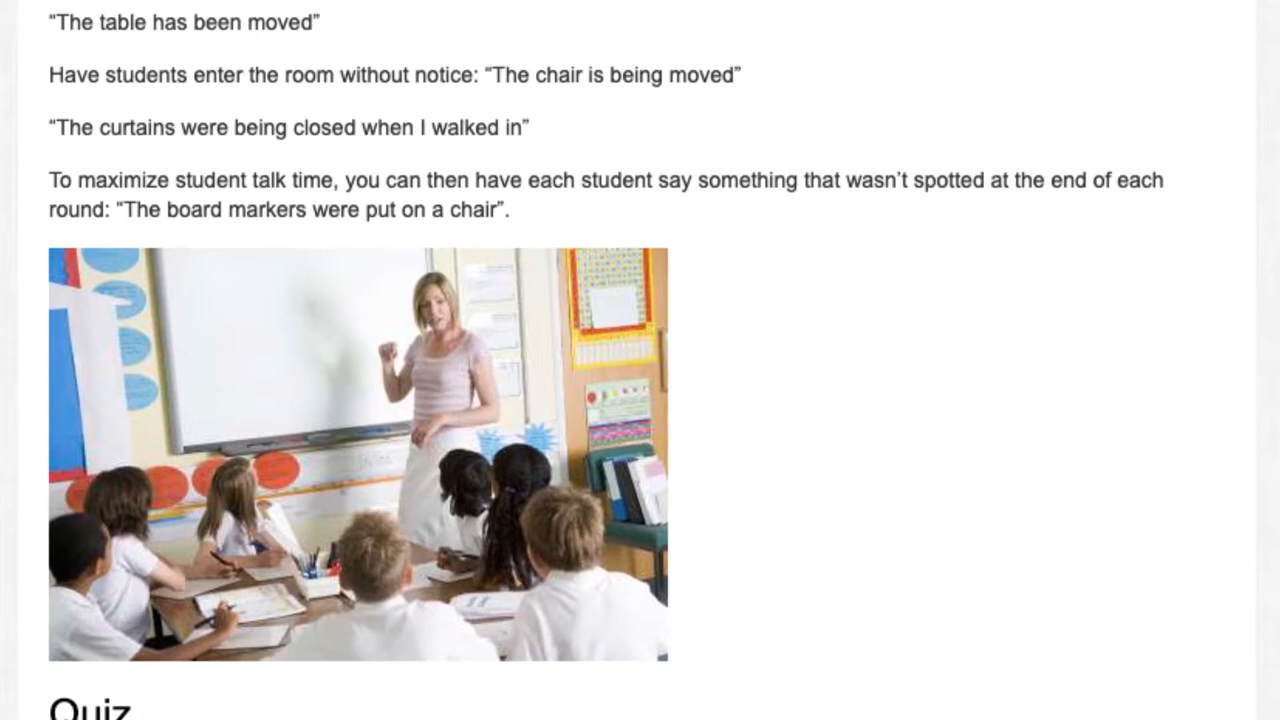 “The table has been moved”
Have students enter the room without notice: “The chair is being moved”
“The curtains were being closed when I walked in”
To maximize student talk time, you can then have each student say something that wasn’t spotted at the end of each
round: “The board markers were put on a chair”.
Quiz